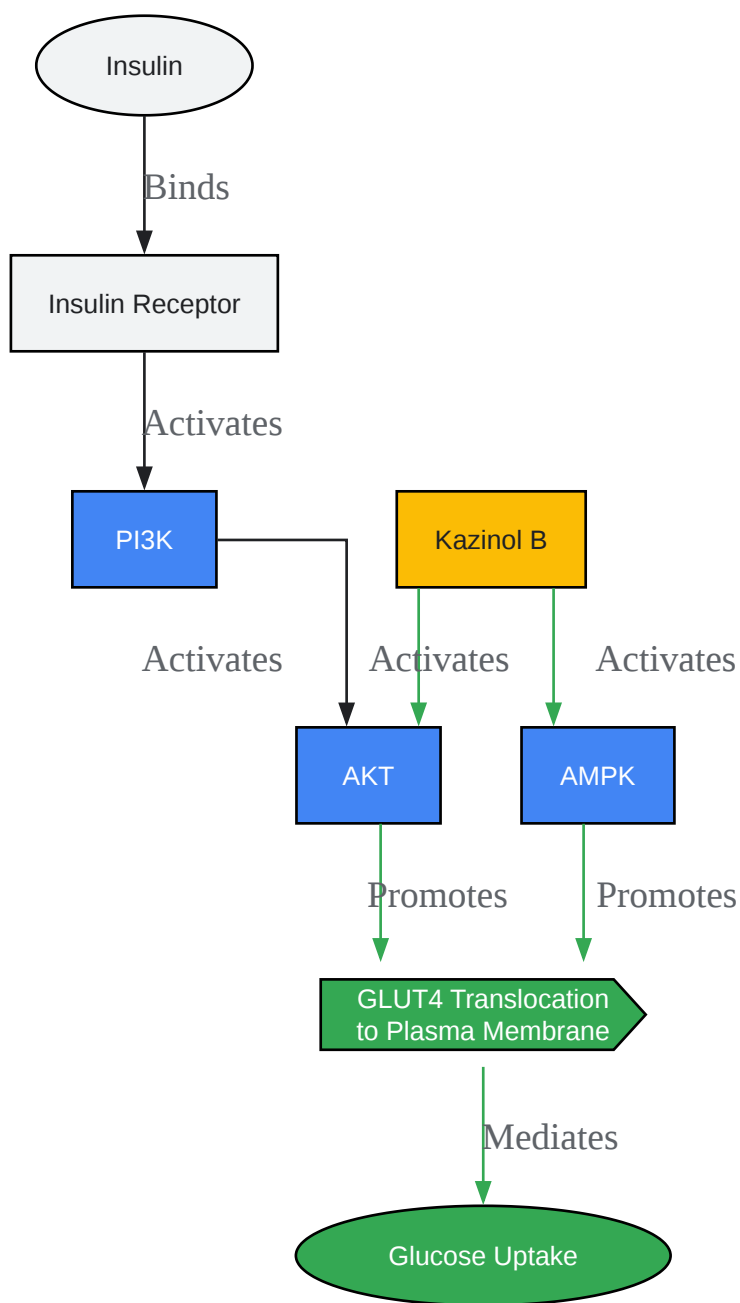 Insulin
Binds
Insulin Receptor
Activates
PI3K
Kazinol B
Activates
Activates
Activates
AKT
AMPK
Promotes
Promotes
GLUT4 Translocation
to Plasma Membrane
Mediates
Glucose Uptake